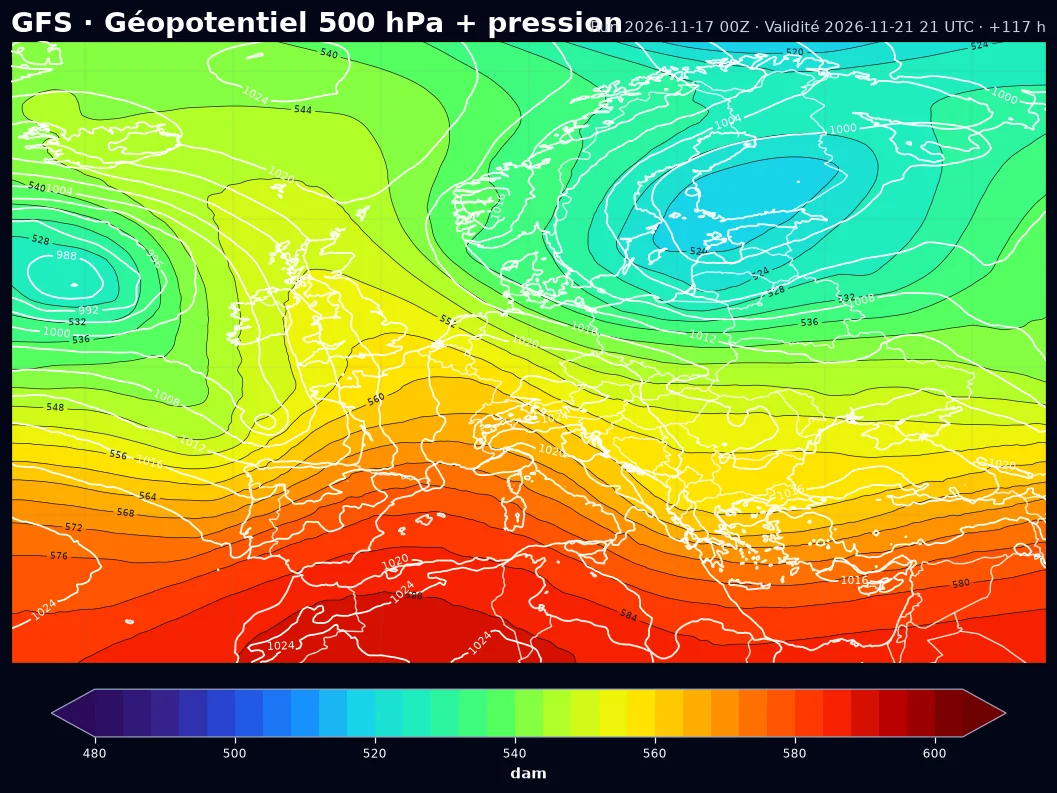 GFS · Géopotentiel 500 hPa + pression
2026-11-17 00Z · Validité 2026-11-21 21 UTC · +117 h
540 520 524
1024 1000
544 1004
1000
1020
540 1004
528 996
988 524
524
992 528 532 1008
532 552
1000 536 1016 536
1020 1012
560
1008
548
1012
556 1016 1020 1020
564 1016
568
572
576 1020 1016
1024 588 580
1024 584
1024 1024
480 500 520 540 560 580 600
dam